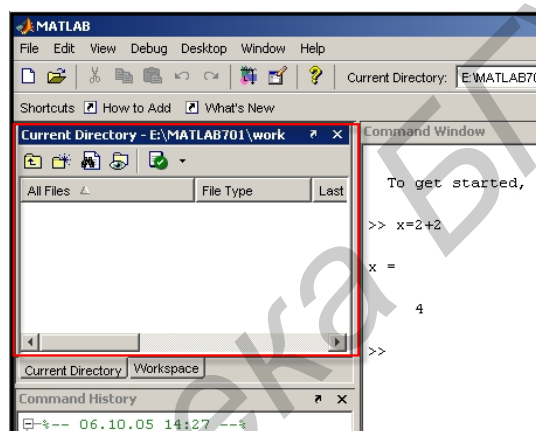 MATLAB
File Edit View Debug Desktop Window Help
Current Directory: E:\MATLAB70
Shortcuts How to Add What's New
Current Directory - E:\MATLAB701\work
Command Window
All Files File Type Last
To get started,
>> x=2+2
x =
4
>>
Current Directory Workspace
Command History
%-- 06.10.05 14:27 --%
ека БГ